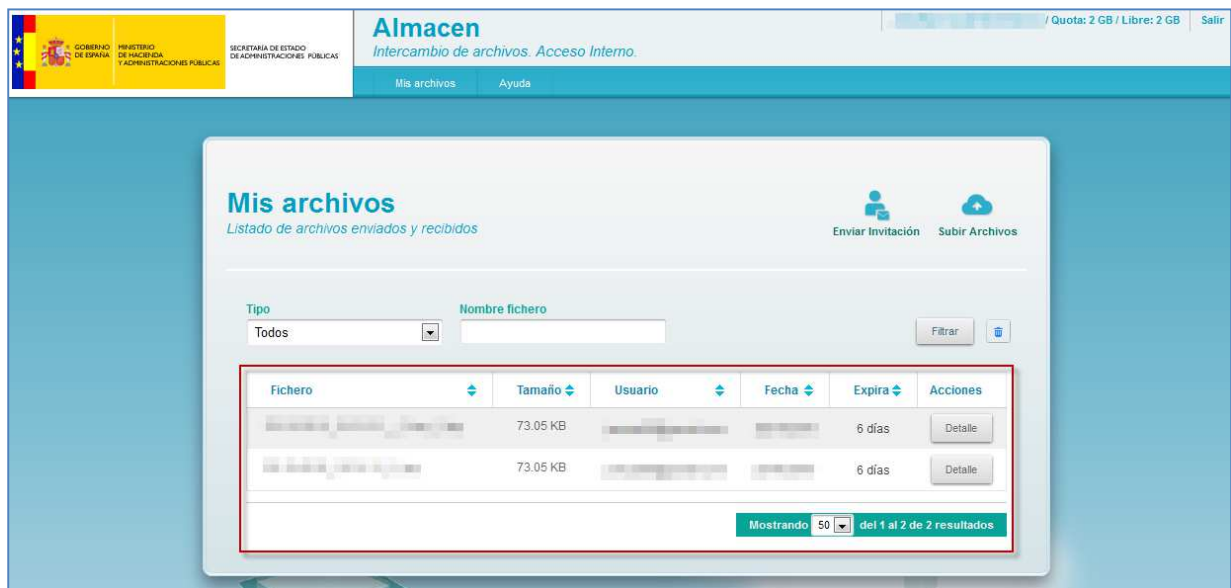 GOBIERNO DE ESPAÑA
MINISTERIO DE HACIENDA Y ADMINISTRACIONES PÚBLICAS
SECRETARÍA DE ESTADO DE ADMINISTRACIONES PÚBLICAS
Almacen
/ Quota: 2 GB / Libre: 2 GB Salir
Intercambio de archivos. Acceso Interno.
Mis archivos Ayuda
Mis archivos
Listado de archivos enviados y recibidos
Enviar Invitación Subir Archivos
Tipo Nombre fichero
Todos Filtrar
Fichero Tamaño Usuario Fecha Expira Acciones
73.05 KB 6 días Detalle
73.05 KB 6 días Detalle
Mostrando 50 del 1 al 2 de 2 resultados